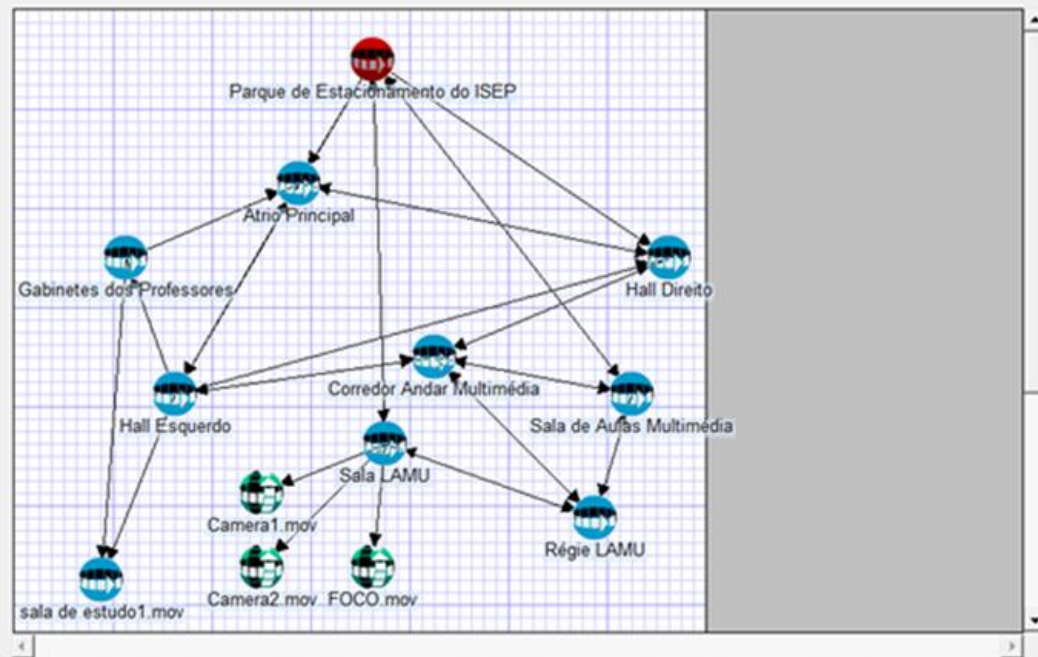 Parque de Estacionamento do ISEP
Atrio Principal
Gabinetes dos Professores
Hall Direito
Corredor Andar Multimédia
Hall Esquerdo
Sala de Aulas Multimédia
Sala LAMU
Camera1.mov
Régie LAMU
Camera2.mov
FOCO.mov
sala de estudo1.mov